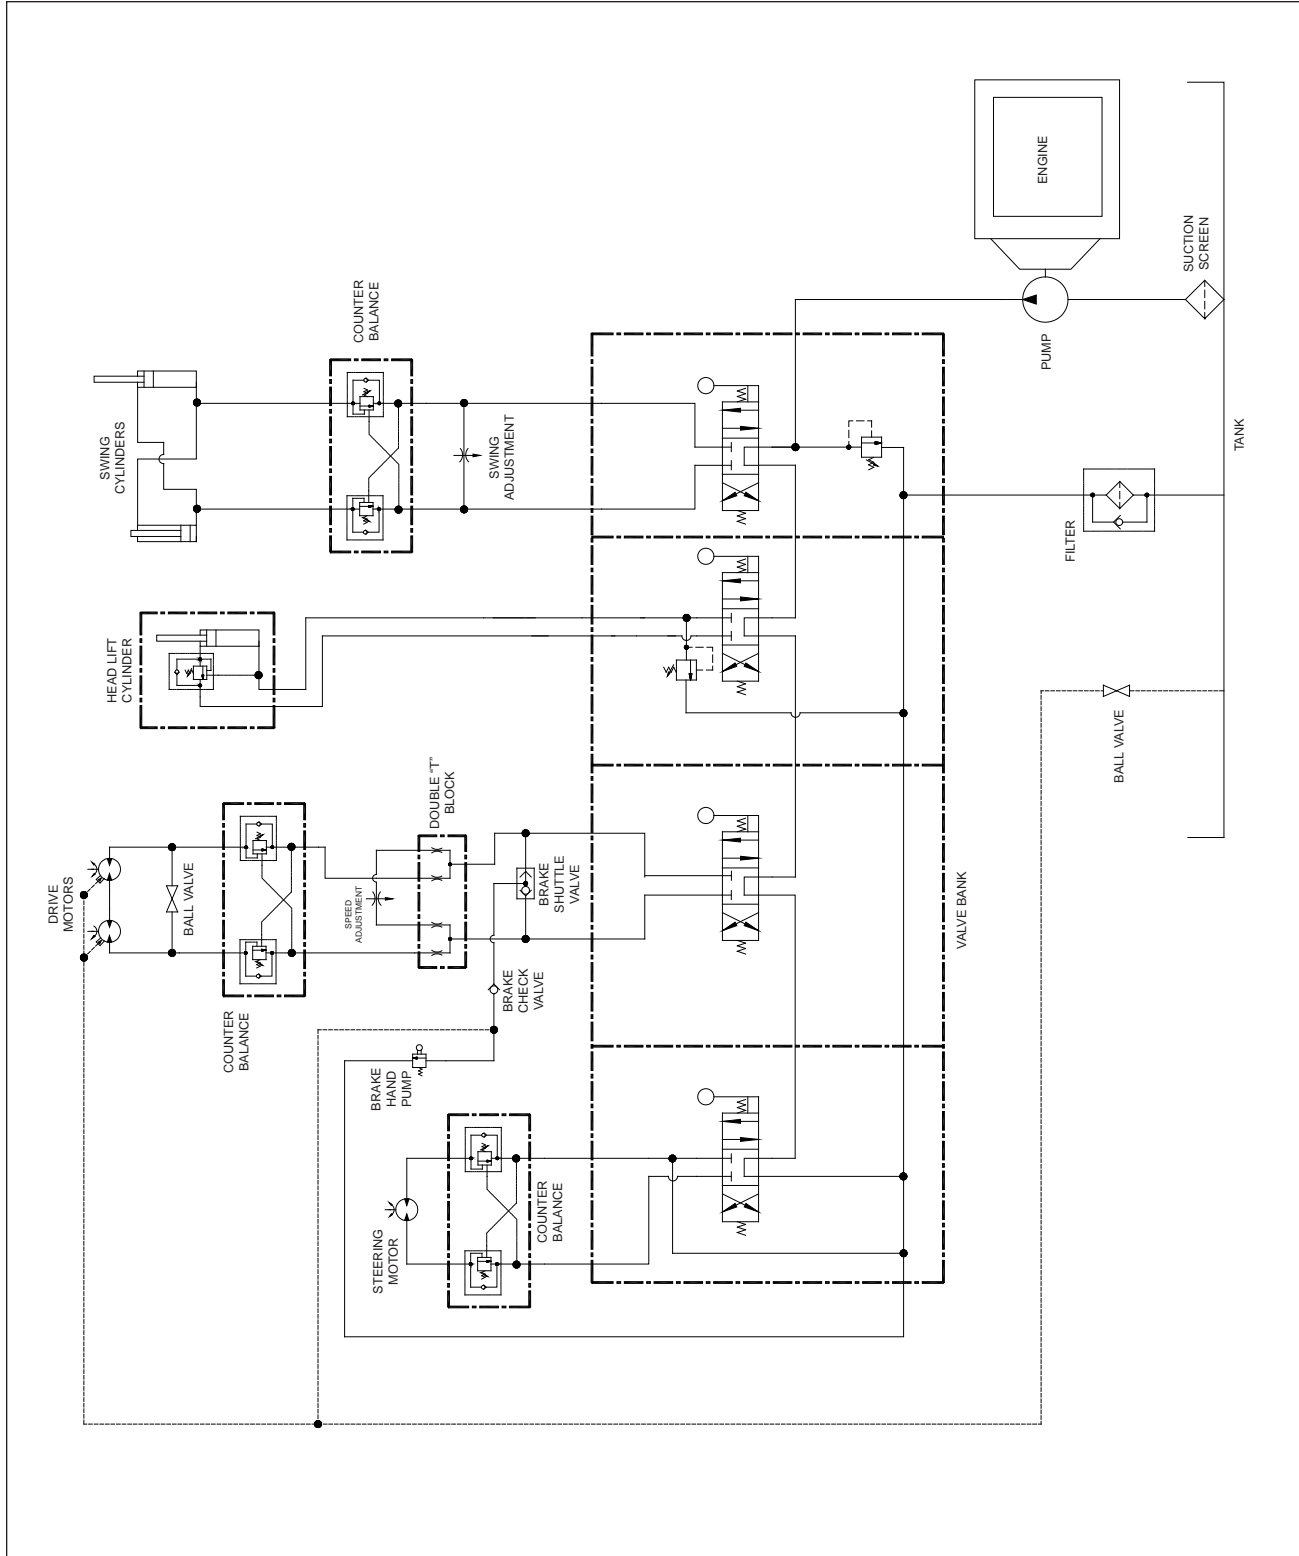 DRIVE
MOTORS
BALL VALVE
COUNTER
BALANCE
SPEED
ADJUSTMENT
DOUBLE "T"
BLOCK
BRAKE
SHUTTLE
VALVE
BRAKE
CHECK
VALVE
BRAKE
HAND
PUMP
STEERING
MOTOR
COUNTER
BALANCE
HEAD LIFT
CYLINDER
SWING
CYLINDERS
COUNTER
BALANCE
SWING
ADJUSTMENT
VALVE BANK
ENGINE
PUMP
SUCTION
SCREEN
FILTER
BALL VALVE
TANK